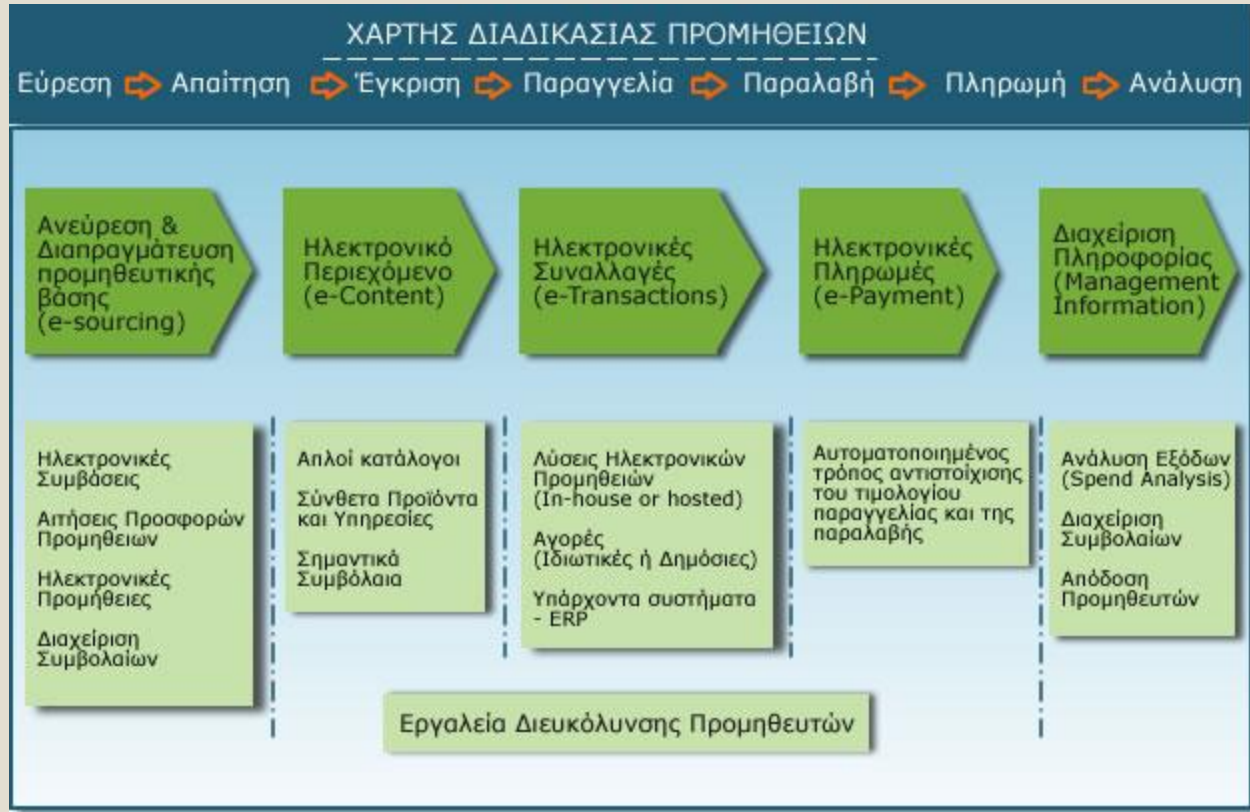 ΧΑΡΤΗΣ ΔΙΑΔΙΚΑΣΙΑΣ ΠΡΟΜΗΘΕΙΩΝ
Εύρεση Απαίτηση Έγκριση Παραγγελία Παραλαβή Πληρωμή Ανάλυση
Ανεύρεση &
Διαπραγμάτευση
προμηθευτικής
βάσης
(e-sourcing)
Ηλεκτρονικό
Περιεχόμενο
(e-Content)
Ηλεκτρονικές
Συναλλαγές
(e-Transactions)
Ηλεκτρονικές
Πληρωμές
(e-Payment)
Διαχείριση
Πληροφορίας
(Management
Information)
Ηλεκτρονικές
Συμβάσεις
Αιτήσεις Προσφορών
Προμηθειων
Ηλεκτρονικές
Προμήθειες
Διαχείριση
Συμβολαίων
Απλοί κατάλογοι
Σύνθετα Προϊόντα
και Υπηρεσίες
Σημαντικά
Συμβόλαια
Λύσεις Ηλεκτρονικών
Προμηθειών
(In-house or hosted)
Αγορές
(Ιδιωτικές ή Δημόσιες)
Υπάρχοντα συστήματα
- ERP
Αυτοματοποιημένος
τρόπος αντιστοίχισης
του τιμολογίου
παραγγελίας και της
παραλαβής
Ανάλυση Εξόδων
(Spend Analysis)
Διαχείριση
Συμβολαίων
Απόδοση
Προμηθευτών
Εργαλεία Διευκόλυνσης Προμηθευτών